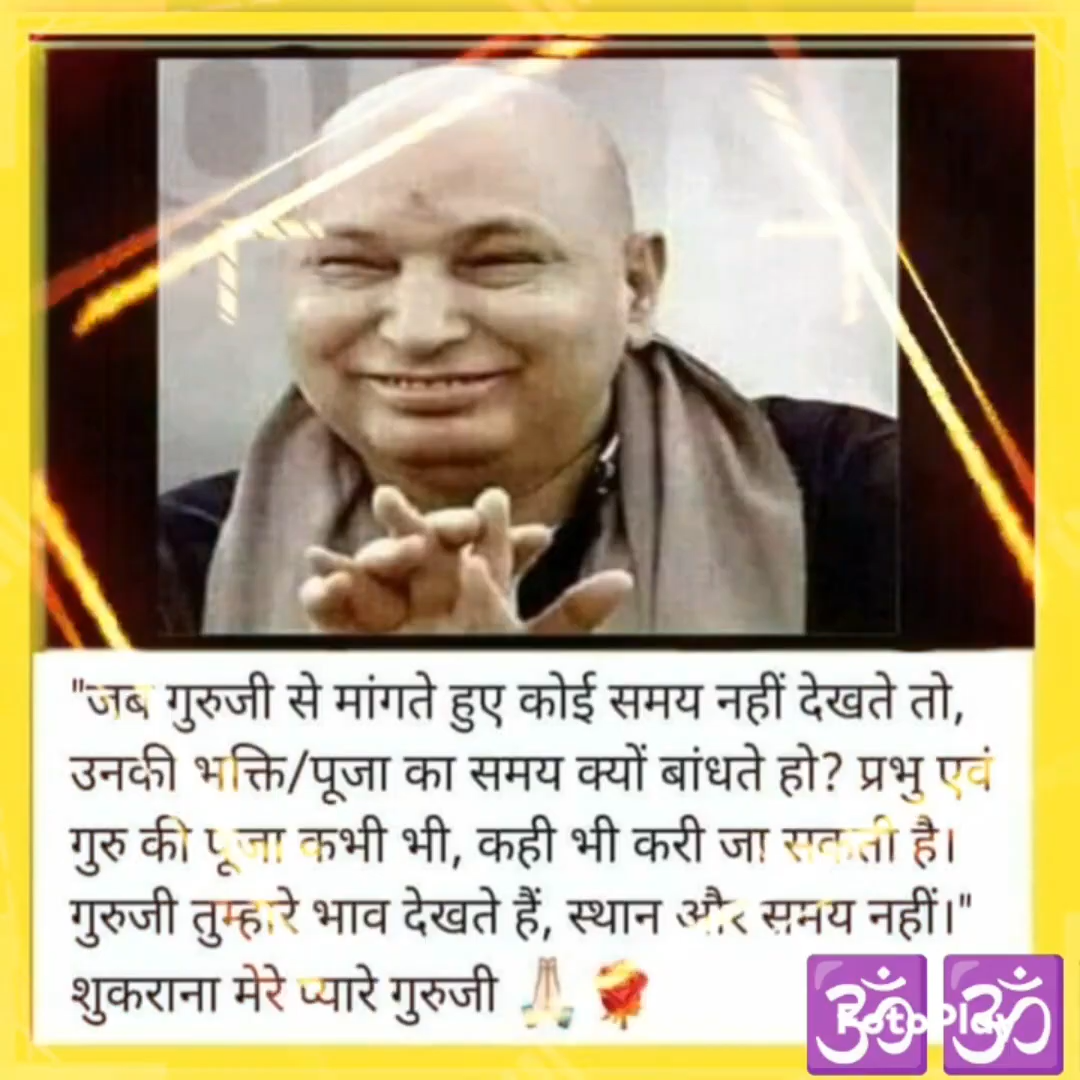 "जब गुरुजी से मांगते हुए कोई समय नहीं देखते तो,
उनकी भक्ति/पूजा का समय क्यों बांधते हो? प्रभु एवं
गुरु की पूजा कभी भी, कही भी करी जा सकती है।
गुरुजी तुम्हारे भाव देखते हैं, स्थान और समय नहीं।"
शुकराना मेरे प्यारे गुरुजी 🙏🏻🌹
🕉🕉
FotoPlay